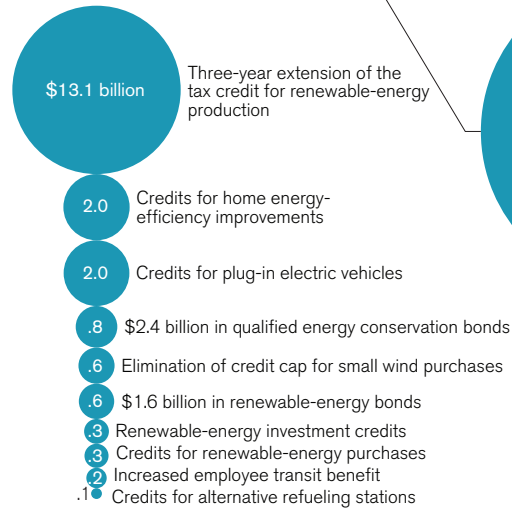 $13.1 billion
Three-year extension of the
tax credit for renewable-energy
production
2.0
Credits for home energy-
efficiency improvements
2.0
Credits for plug-in electric vehicles
.8
$2.4 billion in qualified energy conservation bonds
.6
Elimination of credit cap for small wind purchases
.6
$1.6 billion in renewable-energy bonds
.3
Renewable-energy investment credits
.3
Credits for renewable-energy purchases
.2
Increased employee transit benefit
.1
Credits for alternative refueling stations